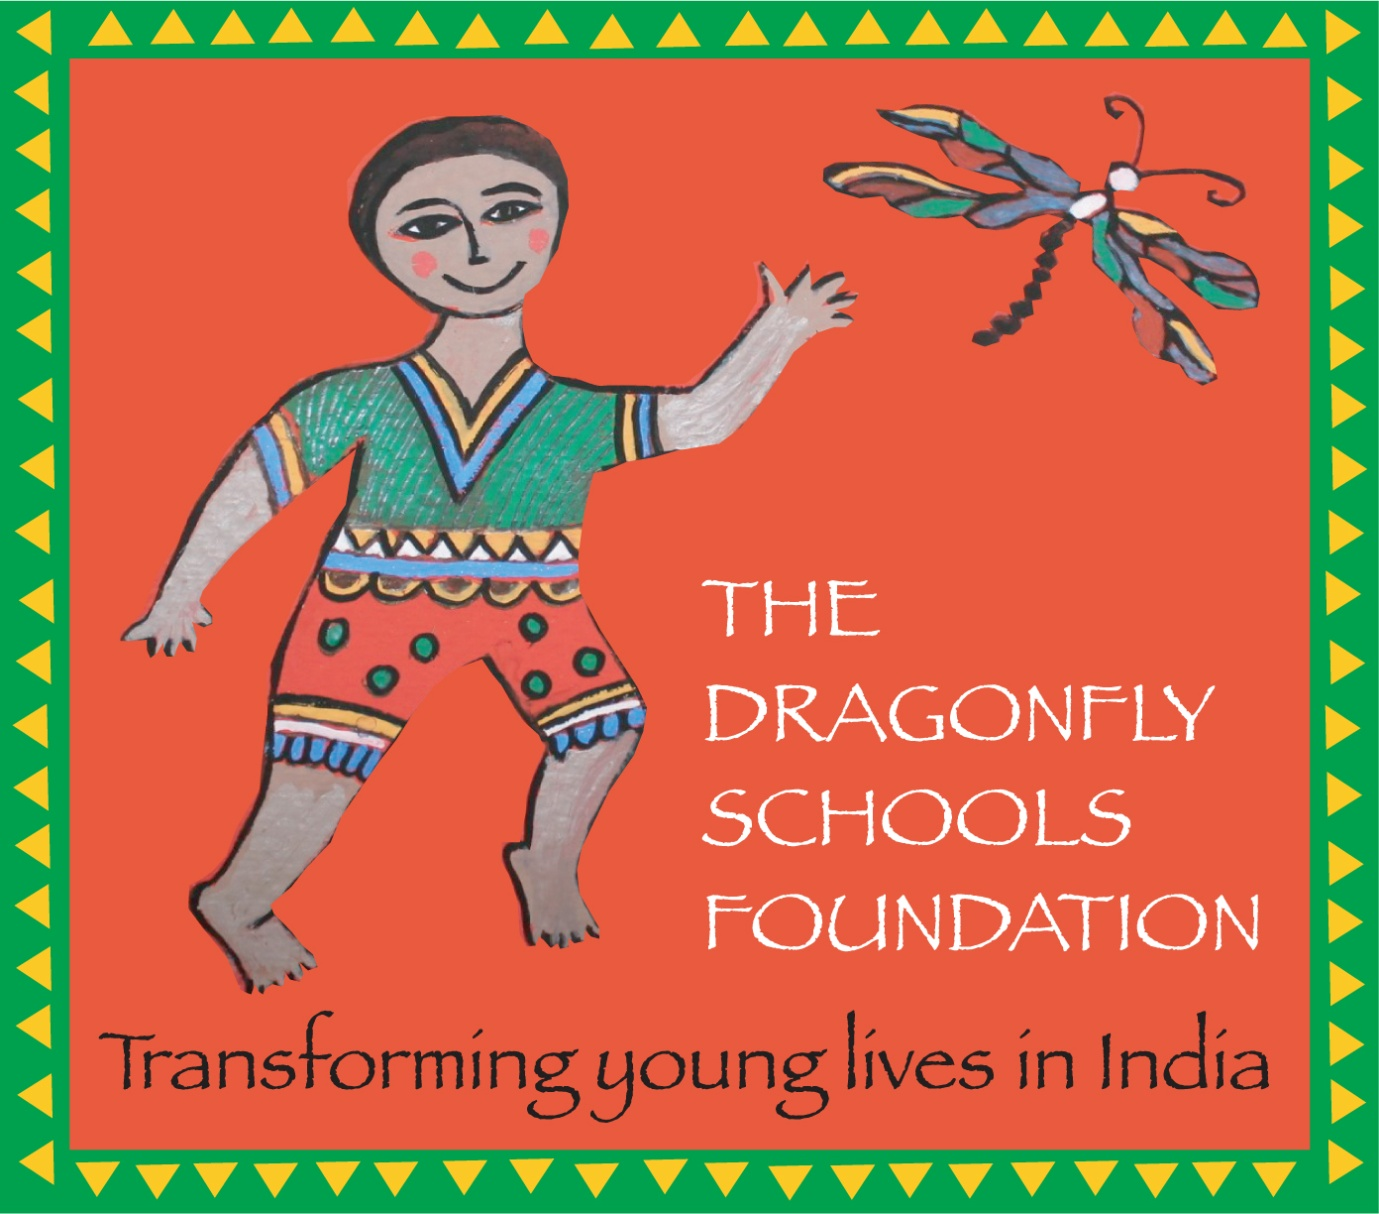 THE
DRAGONFLY
SCHOOLS
FOUNDATION
Transforming young lives in India